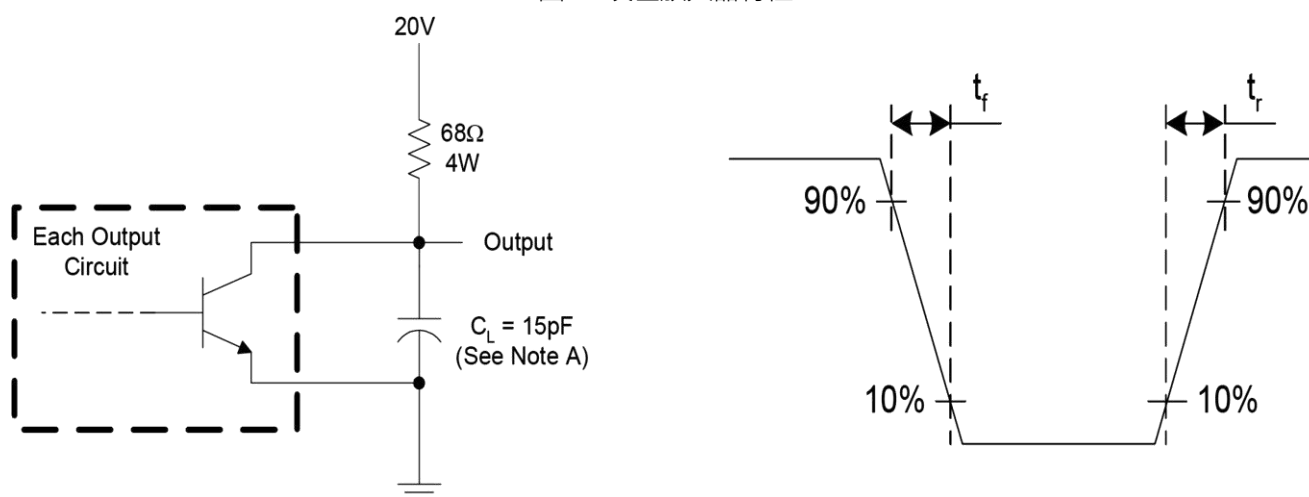 20V
68Ω
4W
Each Output
Circuit
Output
C_L = 15pF
(See Note A)
t_f
t_r
90%
90%
10%
10%